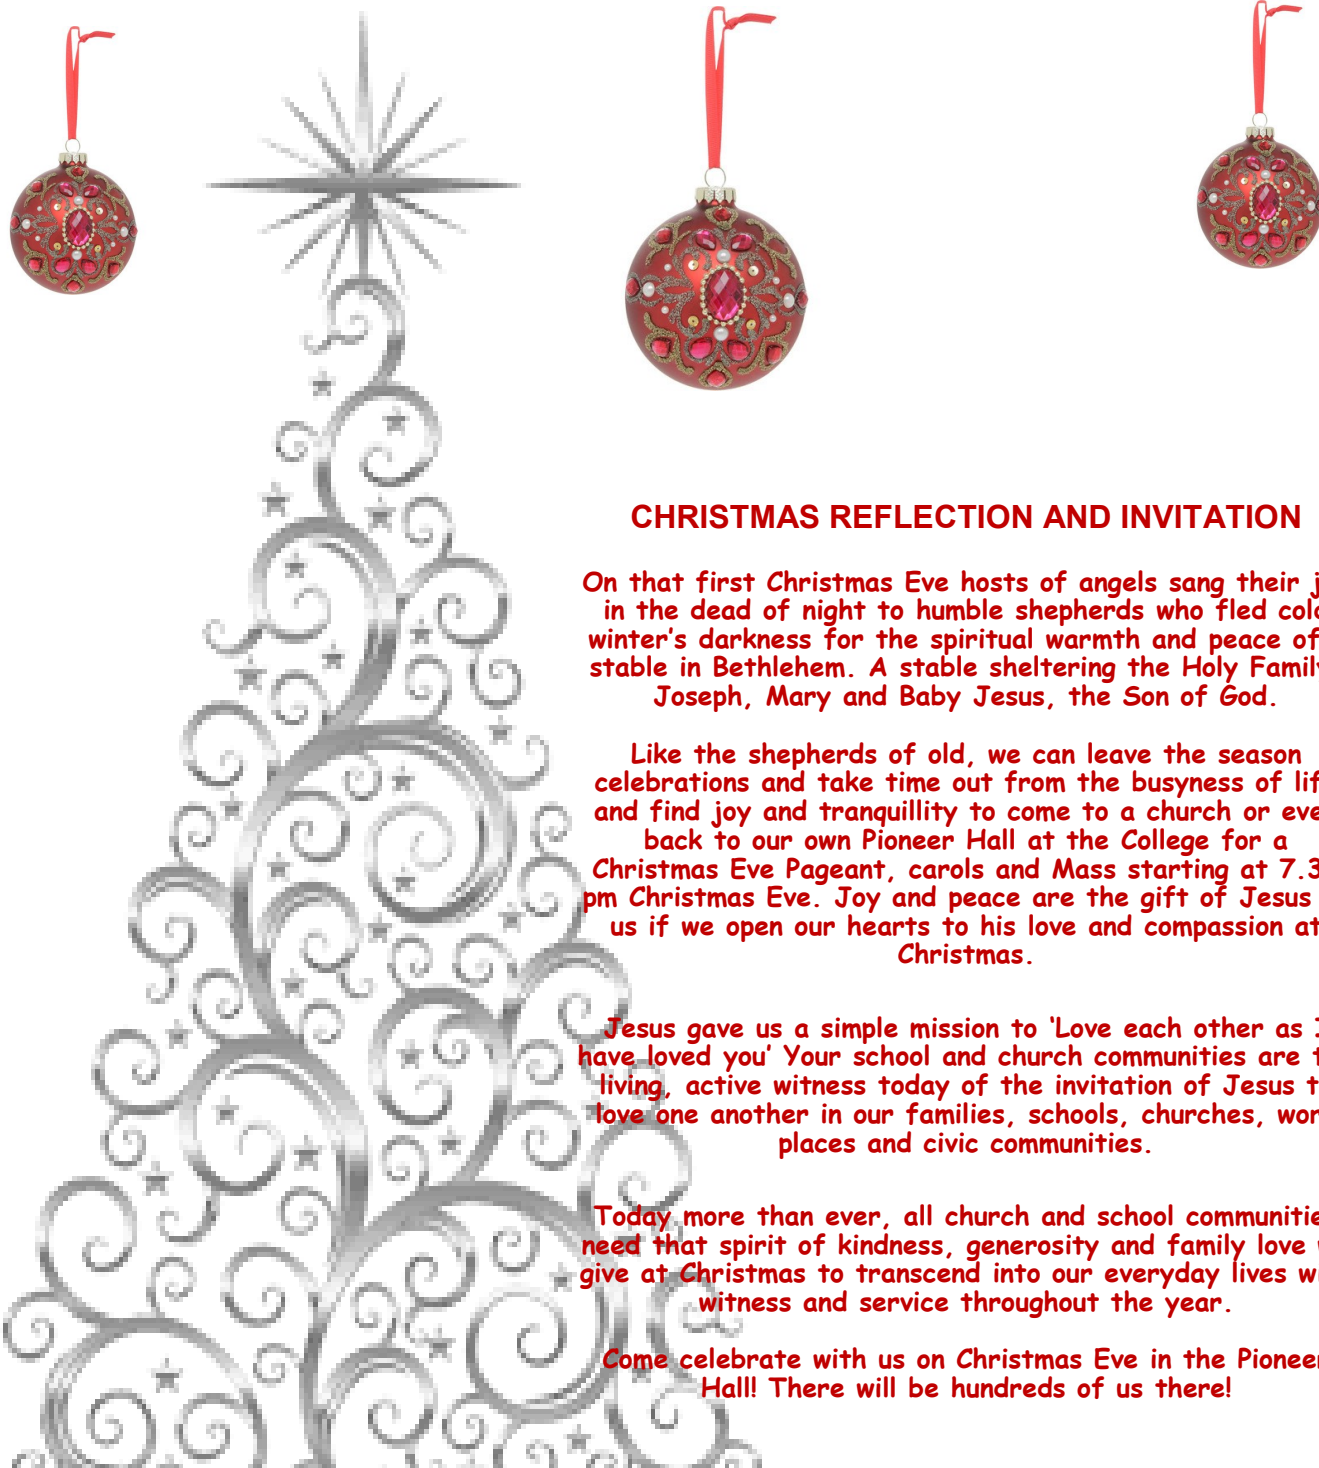 CHRISTMAS REFLECTION AND INVITATION
On that first Christmas Eve hosts of angels sang their
in the dead of night to humble shepherds who fled
winter’s darkness for the spiritual warmth and peace of
stable in Bethlehem. A stable sheltering the Holy
Joseph, Mary and Baby Jesus, the Son of God.
Like the shepherds of old, we can leave the season
celebrations and take time out from the busyness of
and find joy and tranquillity to come to a church or
back to our own Pioneer Hall at the College for a
Christmas Eve Pageant, carols and Mass starting at
pm Christmas Eve. Joy and peace are the gift of Jesus
us if we open our hearts to his love and compassion at
Christmas.
Jesus gave us a simple mission to ‘Love each other as I
have loved you’ Your school and church communities are
living, active witness today of the invitation of Jesus
love one another in our families, schools, churches,
places and civic communities.
Today more than ever, all church and school
need that spirit of kindness, generosity and family love
give at Christmas to transcend into our everyday lives
witness and service throughout the year.
Come celebrate with us on Christmas Eve in the Pioneer
Hall! There will be hundreds of us there!